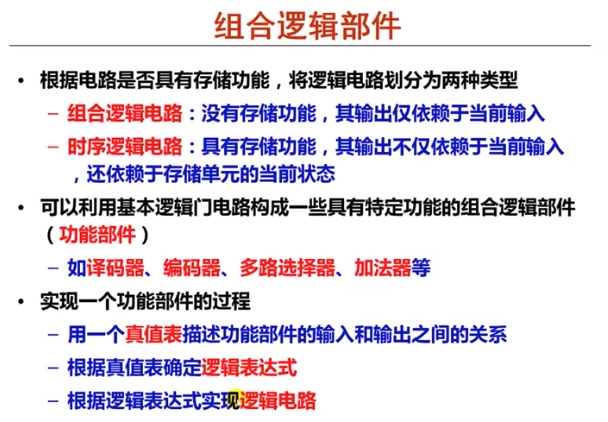 组合逻辑部件
• 根据电路是否具有存储功能，将逻辑电路划分为两种类型
– 组合逻辑电路：没有存储功能，其输出仅依赖于当前输入
– 时序逻辑电路：具有存储功能，其输出不仅依赖于当前输入
，还依赖于存储单元的当前状态
• 可以利用基本逻辑门电路构成一些具有特定功能的组合逻辑部件
（功能部件）
– 如译码器、编码器、多路选择器、加法器等
• 实现一个功能部件的过程
– 用一个真值表描述功能部件的输入和输出之间的关系
– 根据真值表确定逻辑表达式
– 根据逻辑表达式实现逻辑电路